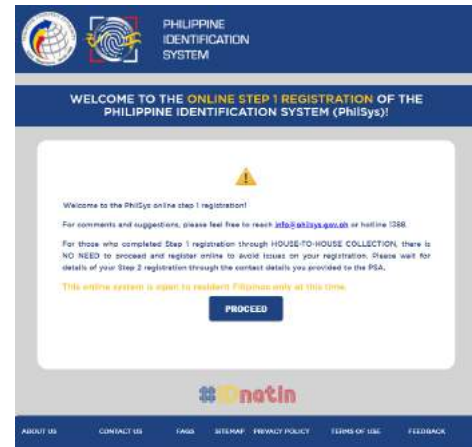 PHILIPPINE
IDENTIFICATION
SYSTEM
WELCOME TO THE ONLINE STEP 1 REGISTRATION OF THE
PHILIPPINE IDENTIFICATION SYSTEM (PhilSys)!
Welcome to the PhilSys online step 1 registration!
For comments and suggestions, please feel free to reach info@philsys.gov.ph or hotline 1388.
For those who completed Step 1 registration through HOUSE-TO-HOUSE COLLECTION, there is
NO NEED to proceed and register online to avoid issues on your registration. Please wait for
details of your Step 2 registration through the contact details you provided to the PSA.
This online system is open to resident Filipinos only at this time.
PROCEED
#IDnatin
ABOUT US CONTACT US FAQS SITEMAP PRIVACY POLICY TERMS OF USE FEEDBACK